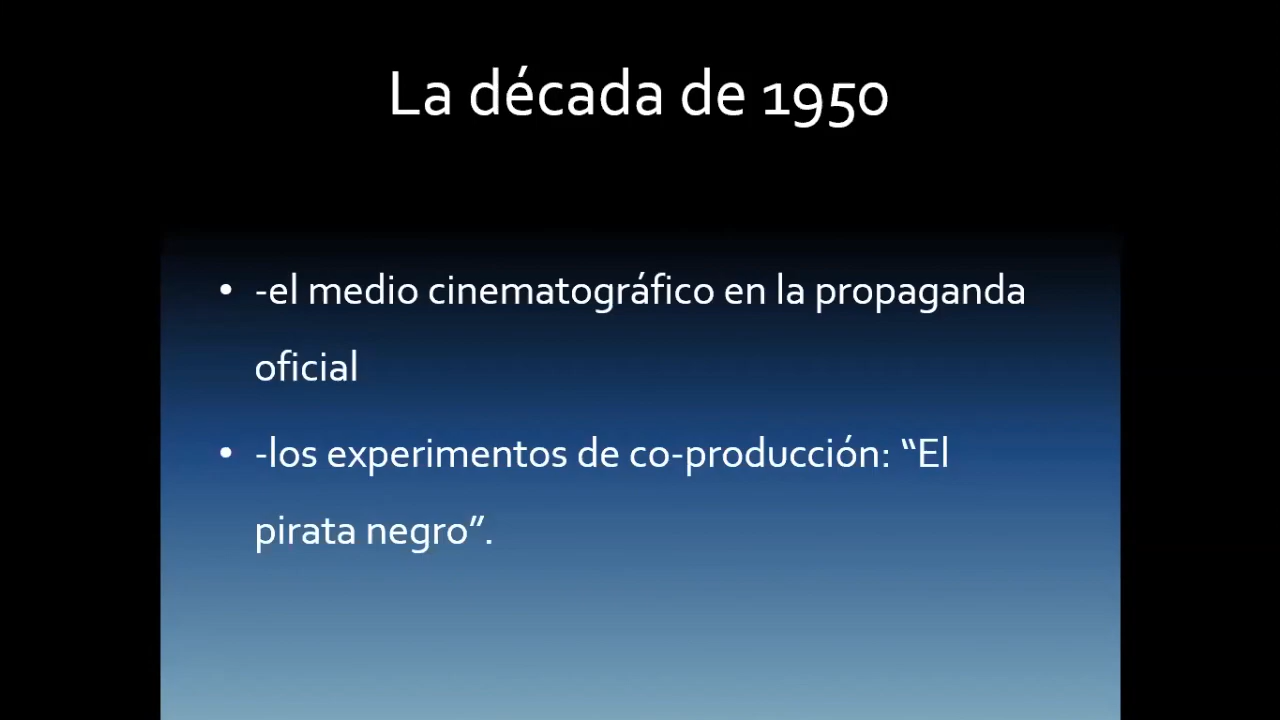 La década de 1950
• -el medio cinematográfico en la propaganda
oficial
• -los experimentos de co-producción: “El
pirata negro”.